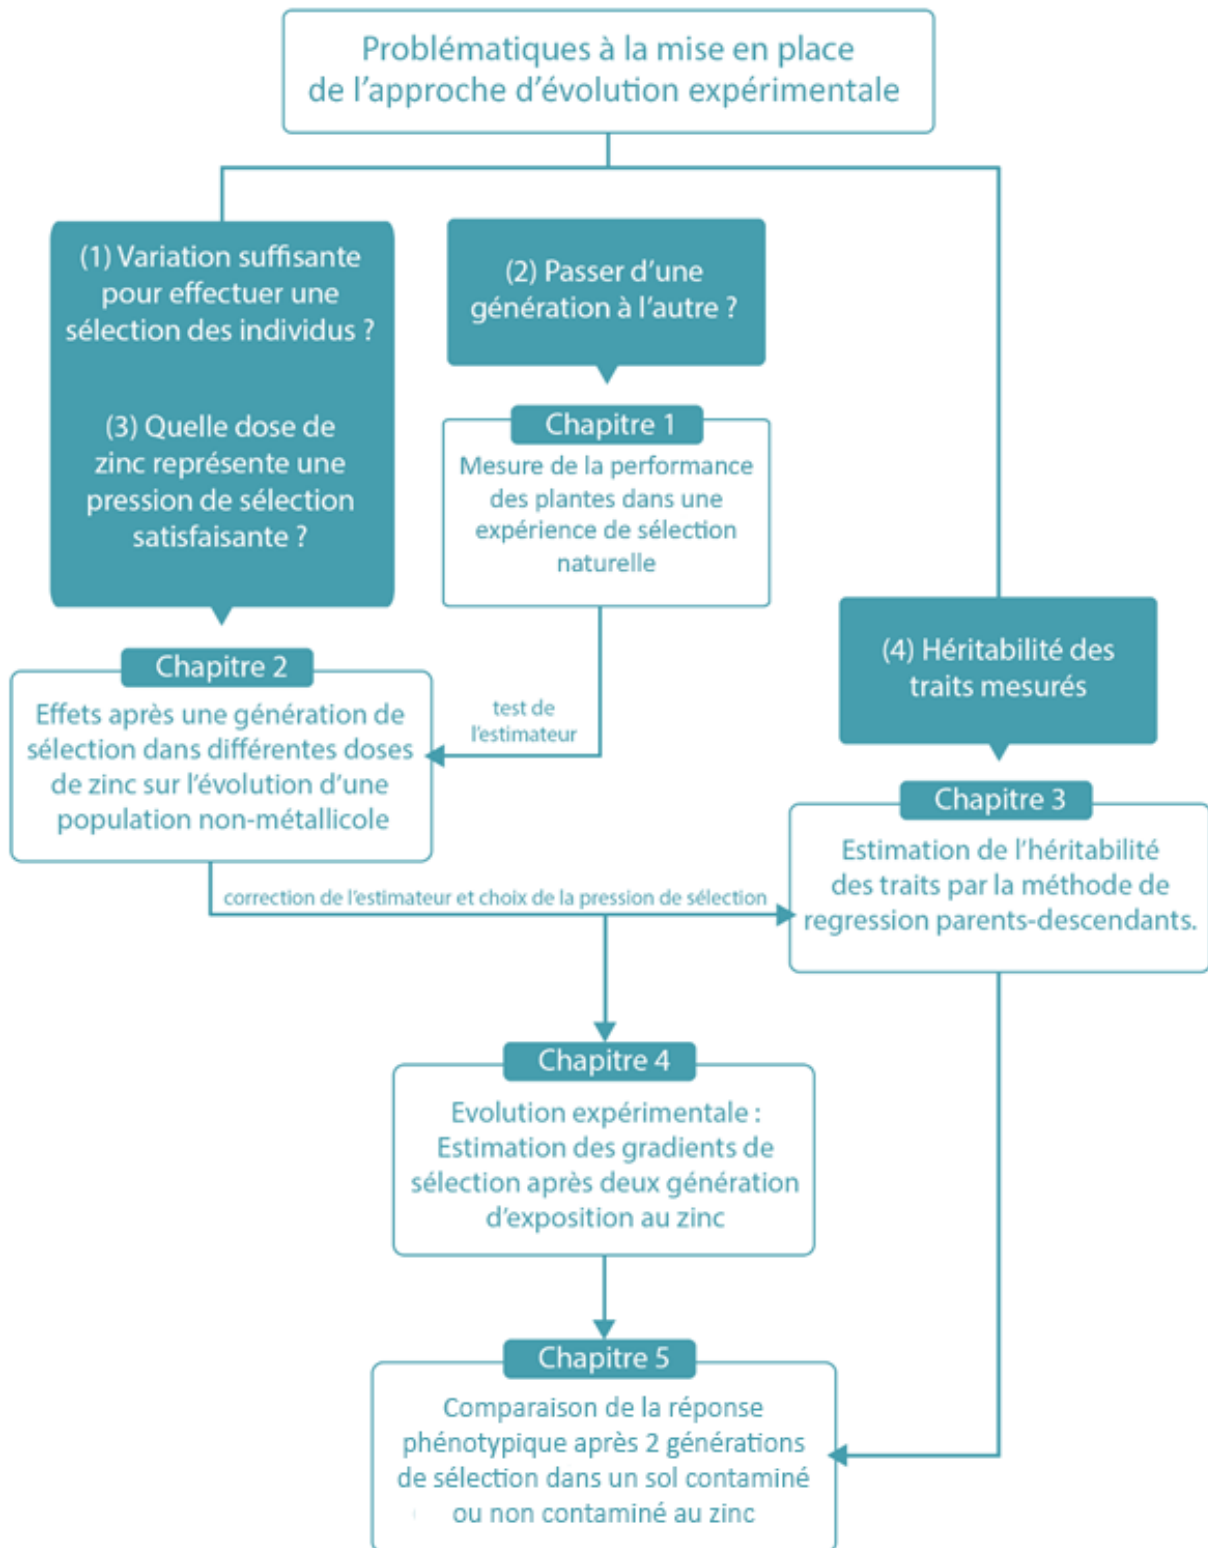 Problématiques à la mise en place
de l'approche d'évolution expérimentale
(1) Variation suffisante
pour effectuer une
sélection des individus ?
(3) Quelle dose de
zinc représente une
pression de sélection
satisfaisante ?
(2) Passer d'une
génération à l'autre ?
Chapitre 1
Mesure de la performance
des plantes dans une
expérience de sélection
naturelle
(4) Héritabilité des
traits mesurés
Chapitre 2
Effets après une génération de
sélection dans différentes doses
de zinc sur l'évolution d'une
population non-métallicole
test de
l'estimateur
Chapitre 3
Estimation de l'héritabilité
des traits par la méthode de
regression parents-descendants.
correction de l'estimateur et choix de la pression de sélection
Chapitre 4
Evolution expérimentale :
Estimation des gradients de
sélection après deux génération
d'exposition au zinc
Chapitre 5
Comparaison de la réponse
phénotypique après 2 générations
de sélection dans un sol contaminé
ou non contaminé au zinc